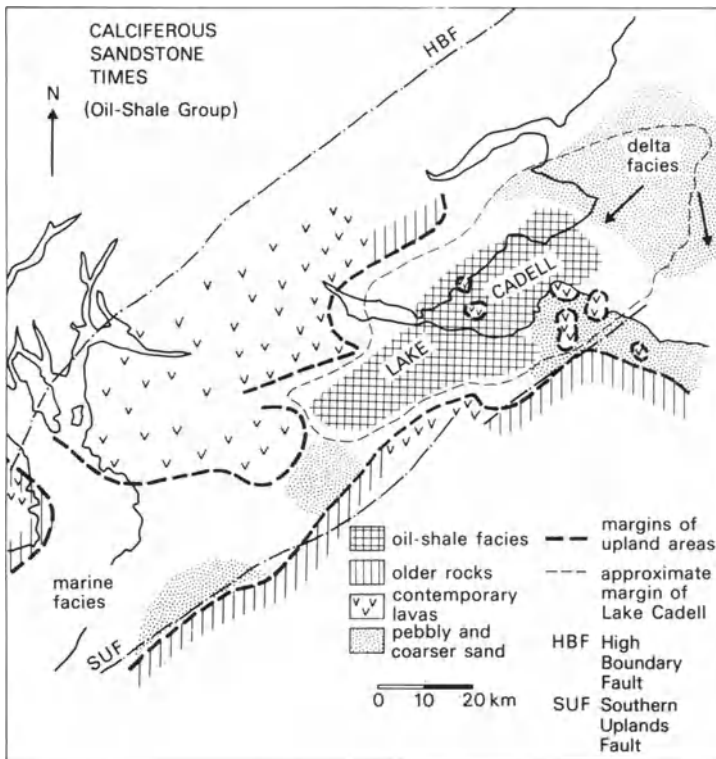 CALCIFEROUS
SANDSTONE
TIMES
(Oil-Shale Group)
N
HBF
delta
facies
CADELL
LAKE
marine
facies
SUF
oil-shale facies
older rocks
contemporary
lavas
pebbly and
coarser sand
0 10 20 km
margins of
upland areas
approximate
margin of
Lake Cadell
HBF High
Boundary
Fault
SUF Southern
Uplands
Fault